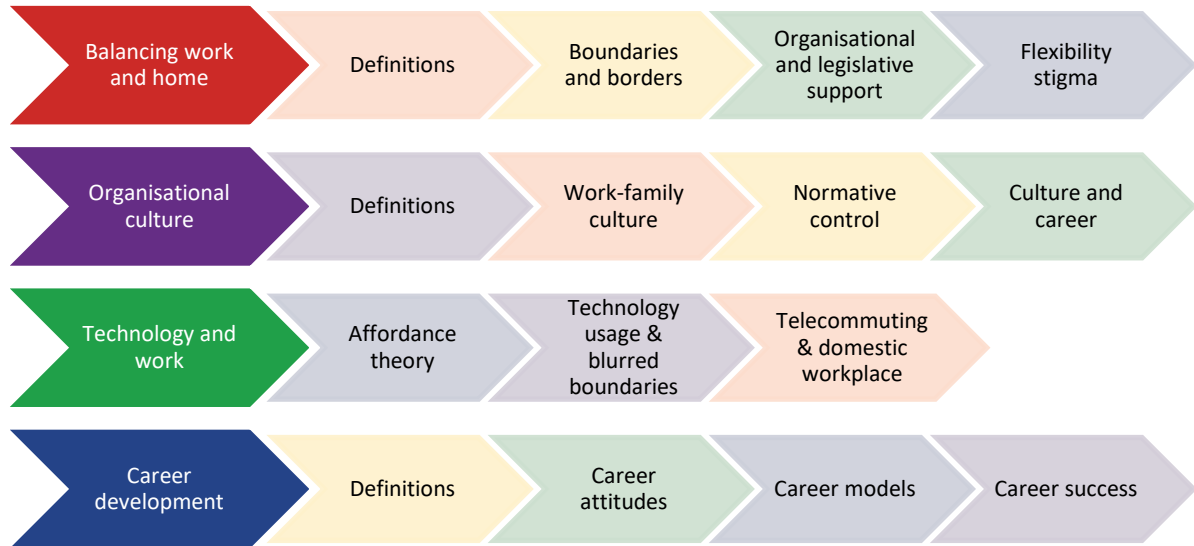 Balancing work
and home
Definitions
Boundaries
and borders
Organisational
and legislative
support
Flexibility
stigma
Organisational
culture
Definitions
Work-family
culture
Normative
control
Culture and
career
Technology and
work
Affordance
theory
Technology
usage &
blurred
boundaries
Telecommuting
& domestic
workplace
Career
development
Definitions
Career
attitudes
Career models
Career success